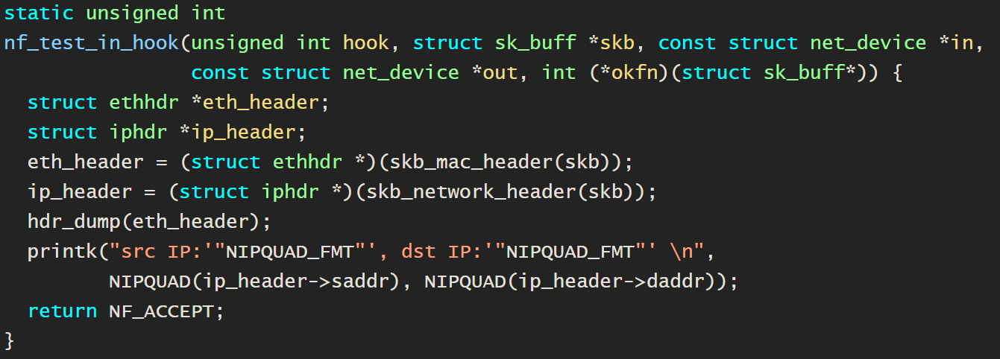 static unsigned int
nf_test_in_hook(unsigned int hook, struct sk_buff *skb, const struct net_device *in,
                const struct net_device *out, int (*okfn)(struct sk_buff*)) {
  struct ethhdr *eth_header;
  struct iphdr *ip_header;
  eth_header = (struct ethhdr *)(skb_mac_header(skb));
  ip_header = (struct iphdr *)(skb_network_header(skb));
  hdr_dump(eth_header);
  printk("src IP:'"NIPQUAD_FMT"', dst IP:'"NIPQUAD_FMT"' \n",
         NIPQUAD(ip_header->saddr), NIPQUAD(ip_header->daddr));
  return NF_ACCEPT;
}